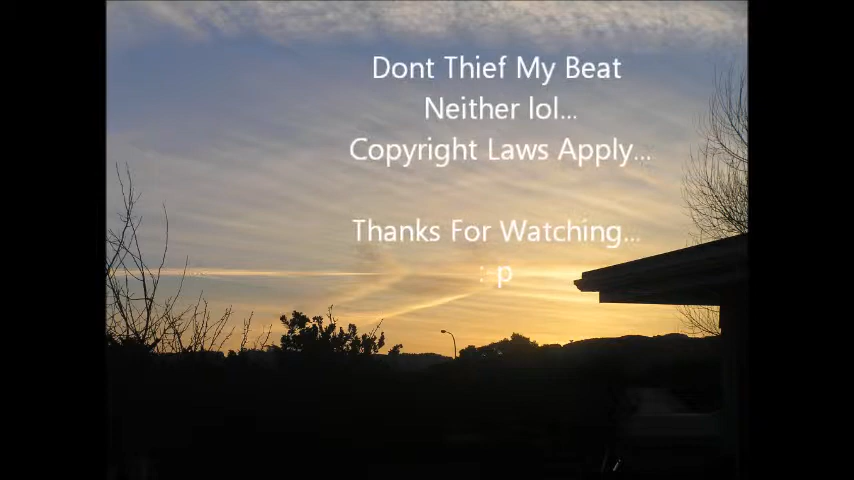 Dont Thief My Beat
Neither lol...
Copyright Laws Apply...
Thanks For Watching...
:-p